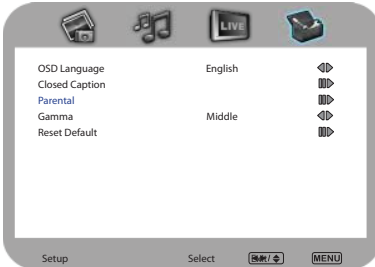 LIVE
OSD Language English
Closed Caption
Parental
Gamma Middle
Reset Default
Setup Select MENU